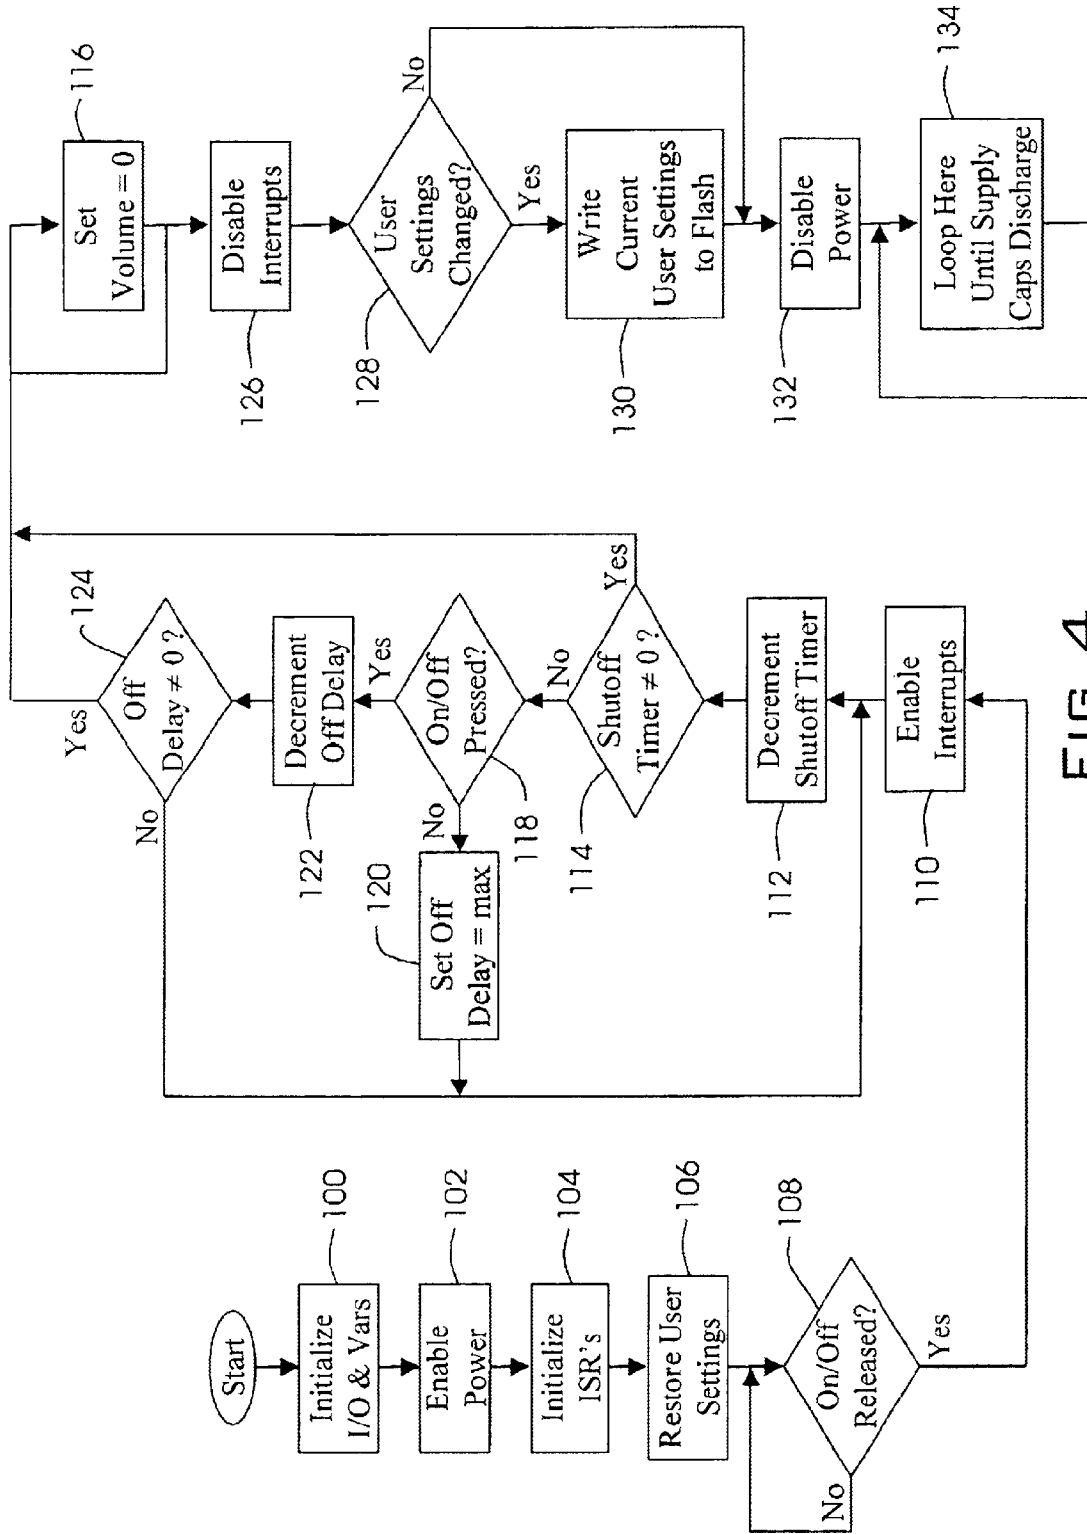 Start
Initialize
I/O & Vars
100
Enable
Power
102
Initialize
ISR's
104
Restore User
Settings
106
On/Off
Released?
108
No
Yes
Enable
Interrupts
110
Decrement
Shutoff Timer
112
Shutoff
Timer ≠ 0 ?
114
No
Yes
On/Off
Pressed?
118
No
Yes
Set Off
Delay = max
120
Decrement
Off Delay
122
Off
Delay ≠ 0 ?
124
No
Yes
Set
Volume = 0
116
Disable
Interrupts
126
User
Settings
Changed?
128
No
Yes
Write
Current
User Settings
to Flash
130
Disable
Power
132
Loop Here
Until Supply
Caps Discharge
134
FIG. 4